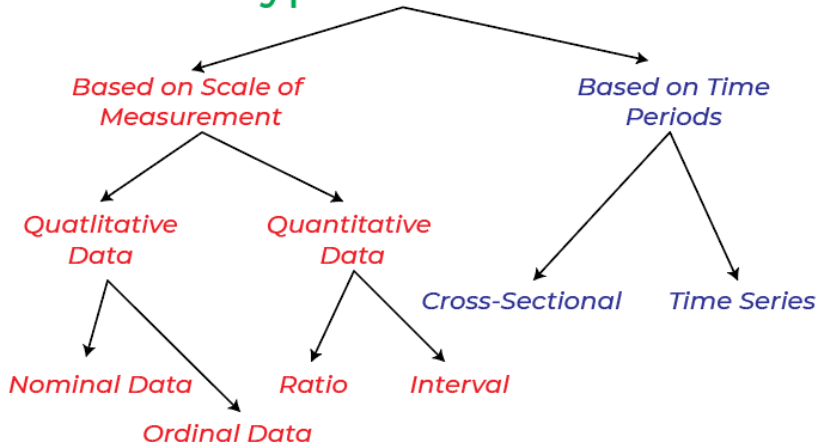 Based on Scale of
Measurement
Based on Time
Periods
Quatlitative
Data
Quantitative
Data
Cross-Sectional
Time Series
Nominal Data
Ratio
Interval
Ordinal Data